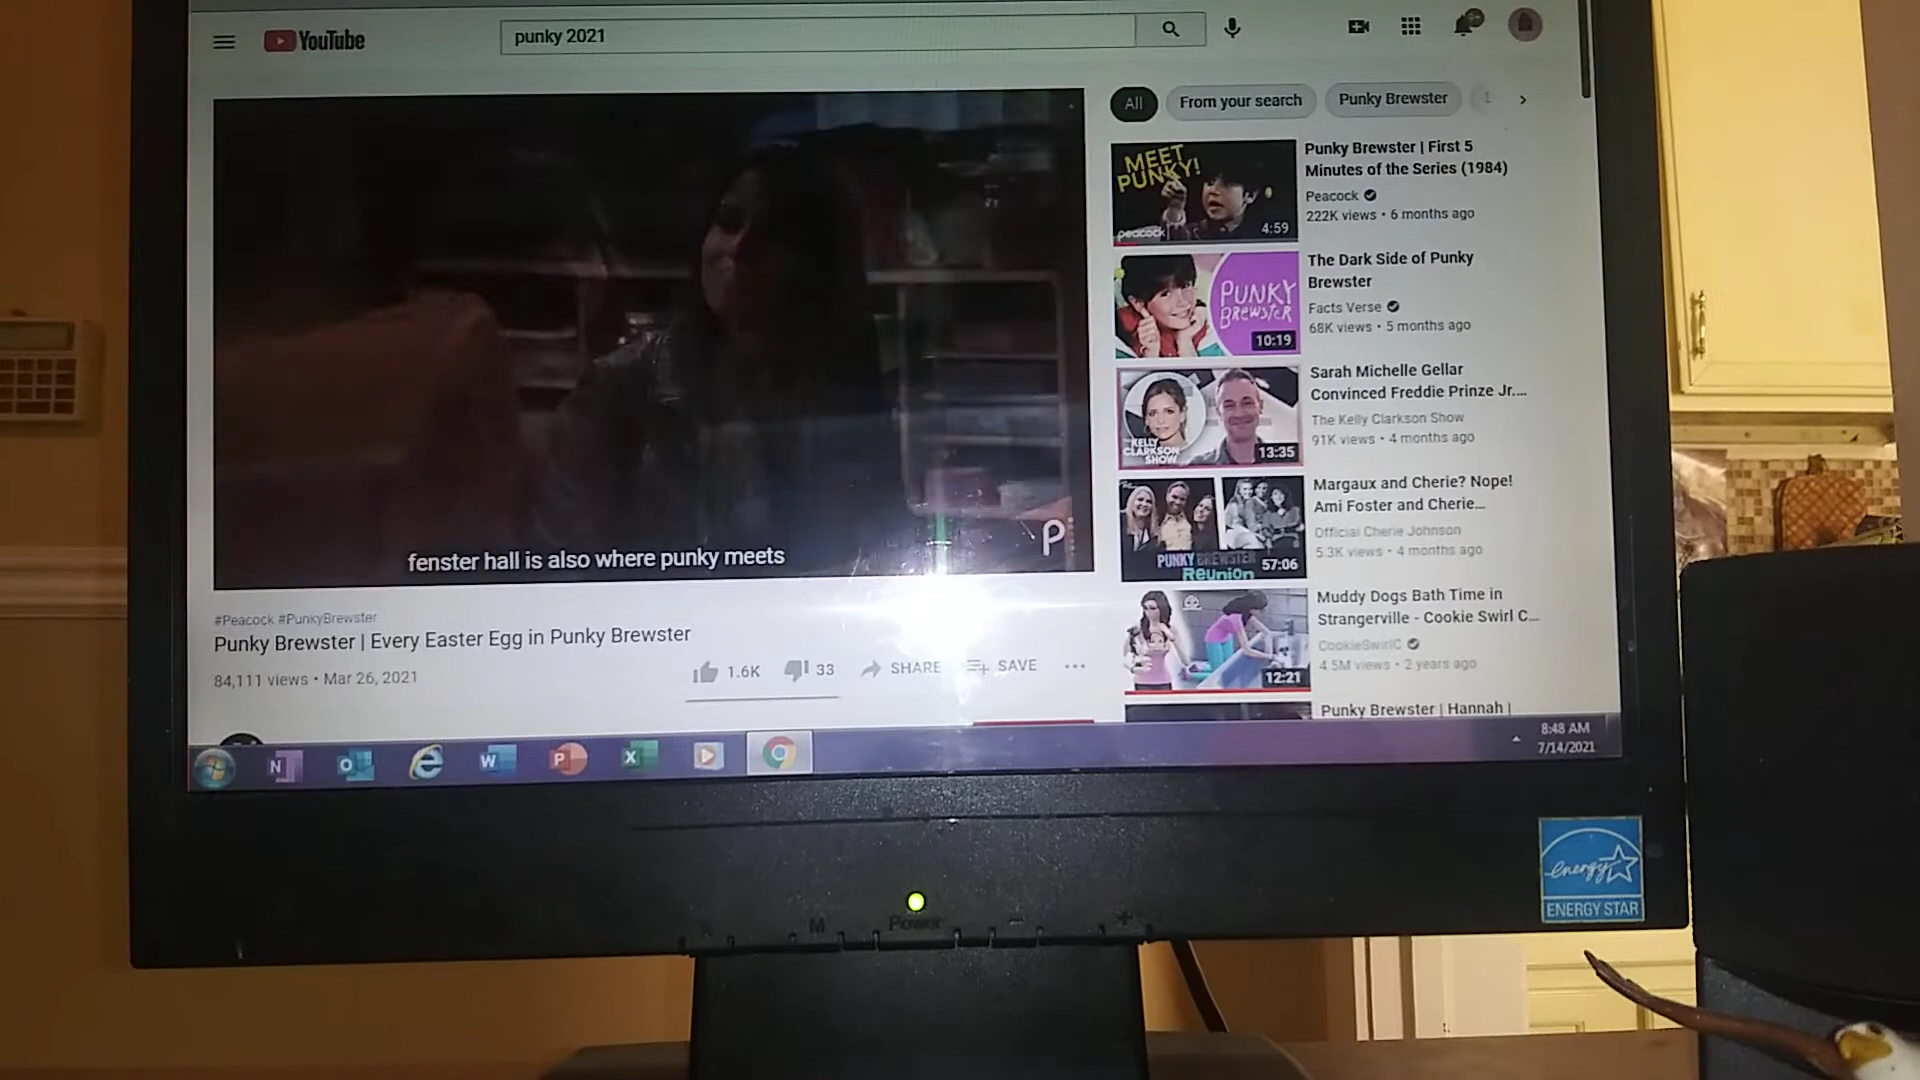 YouTube
punky 2021
All
From your search
Punky Brewster
MEET
PUNKY!
peacock
4:59
Punky Brewster | First 5
Minutes of the Series (1984)
Peacock
222K views • 6 months ago
PUNKY
BREWSTER
10:19
The Dark Side of Punky
Brewster
Facts Verse
68K views • 5 months ago
KELLY
CLARKSON
SHOW
13:35
Sarah Michelle Gellar
Convinced Freddie Prinze Jr....
The Kelly Clarkson Show
91K views • 4 months ago
PUNKY BREWSTER
Reunion
57:06
Margaux and Cherie? Nope!
Ami Foster and Cherie...
Official Cherie Johnson
5.3K views • 4 months ago
12:21
Muddy Dogs Bath Time in
Strangerville - Cookie Swirl C...
CookieSwirlC
4.5M views • 2 years ago
Punky Brewster | Hannah |
P
fenster hall is also where punky meets
#Peacock #PunkyBrewster
Punky Brewster | Every Easter Egg in Punky Brewster
84,111 views • Mar 26, 2021
1.6K
33
SHARE
SAVE
8:48 AM
7/14/2021
M
Power
energy
ENERGY STAR